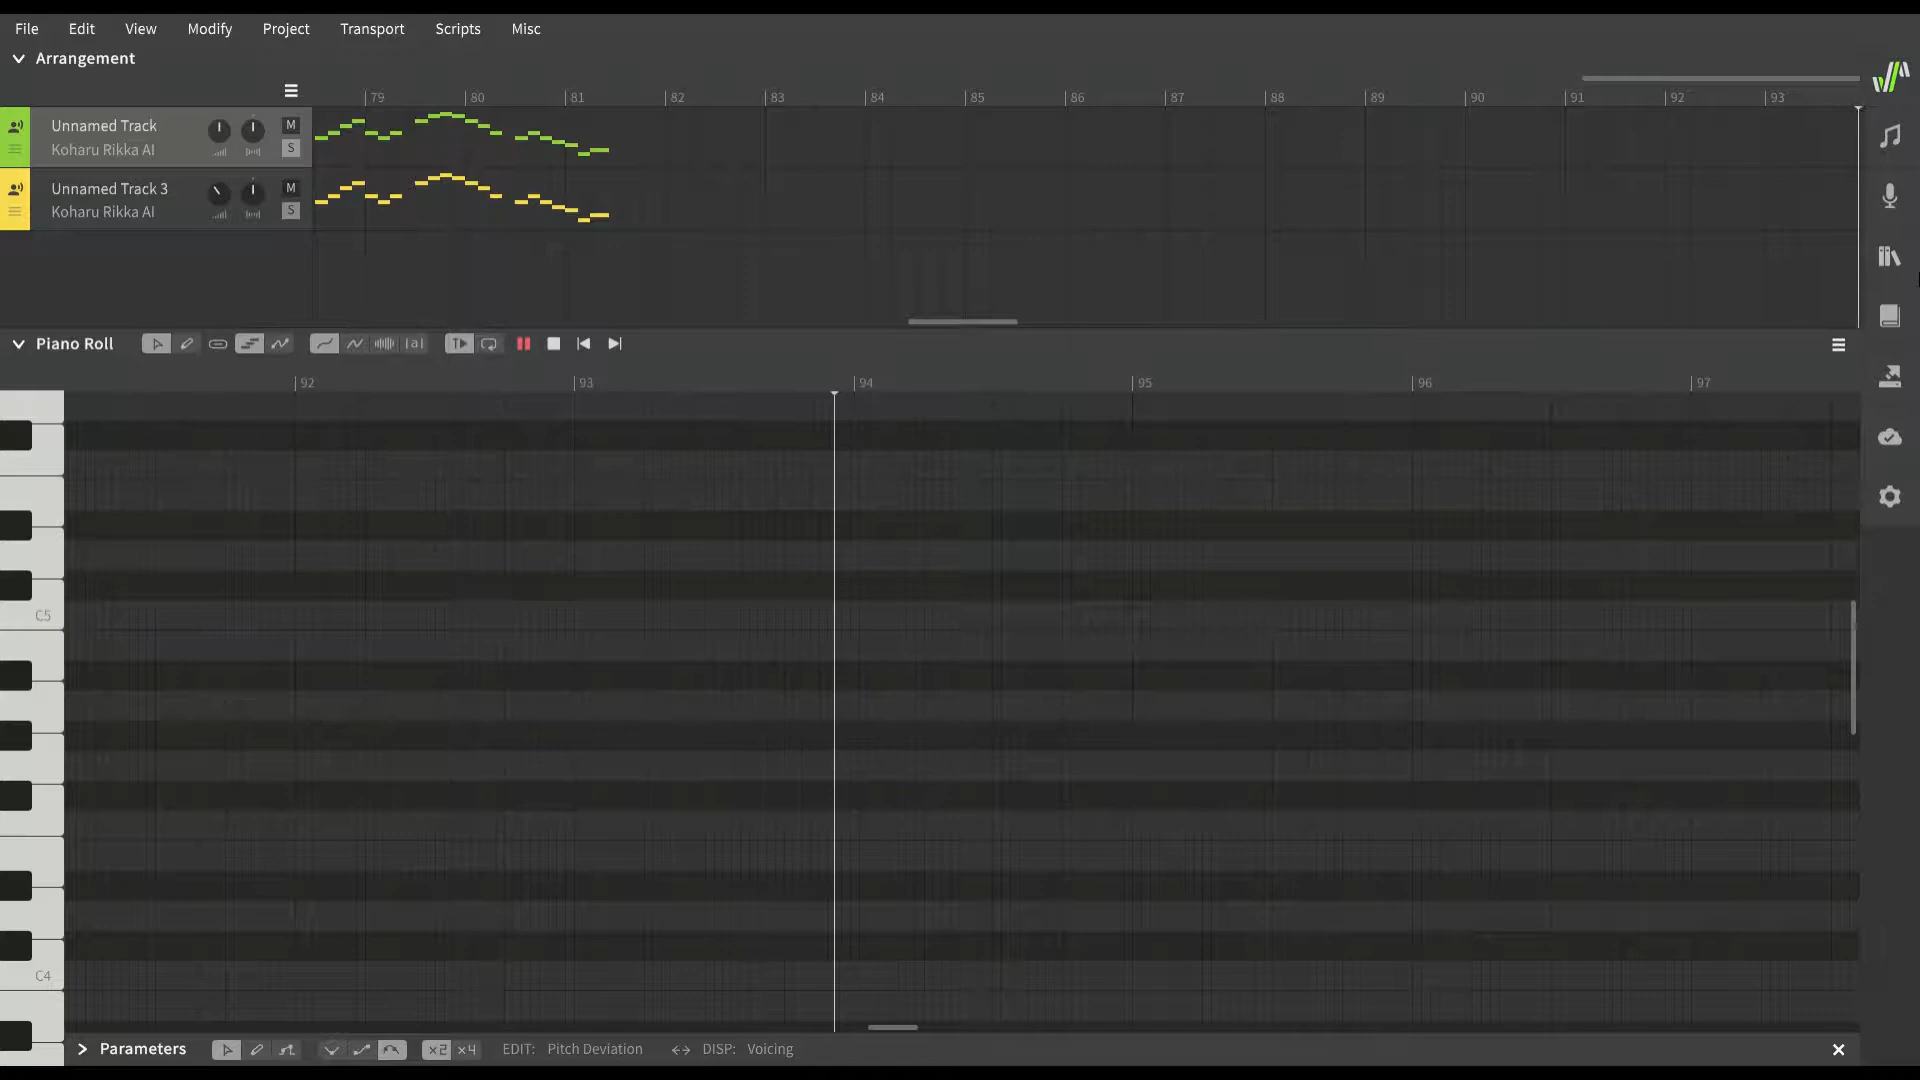 File Edit View Modify Project Transport Scripts Misc
Arrangement
79 80 81 82 83 84 85 86 87 88 89 90 91 92 93
Unnamed Track M
Koharu Rikka AI S
Unnamed Track 3 M
Koharu Rikka AI S
Piano Roll [a]
92 93 94 95 96 97
C5
C4
Parameters x2 x4 EDIT: Pitch Deviation DISP: Voicing